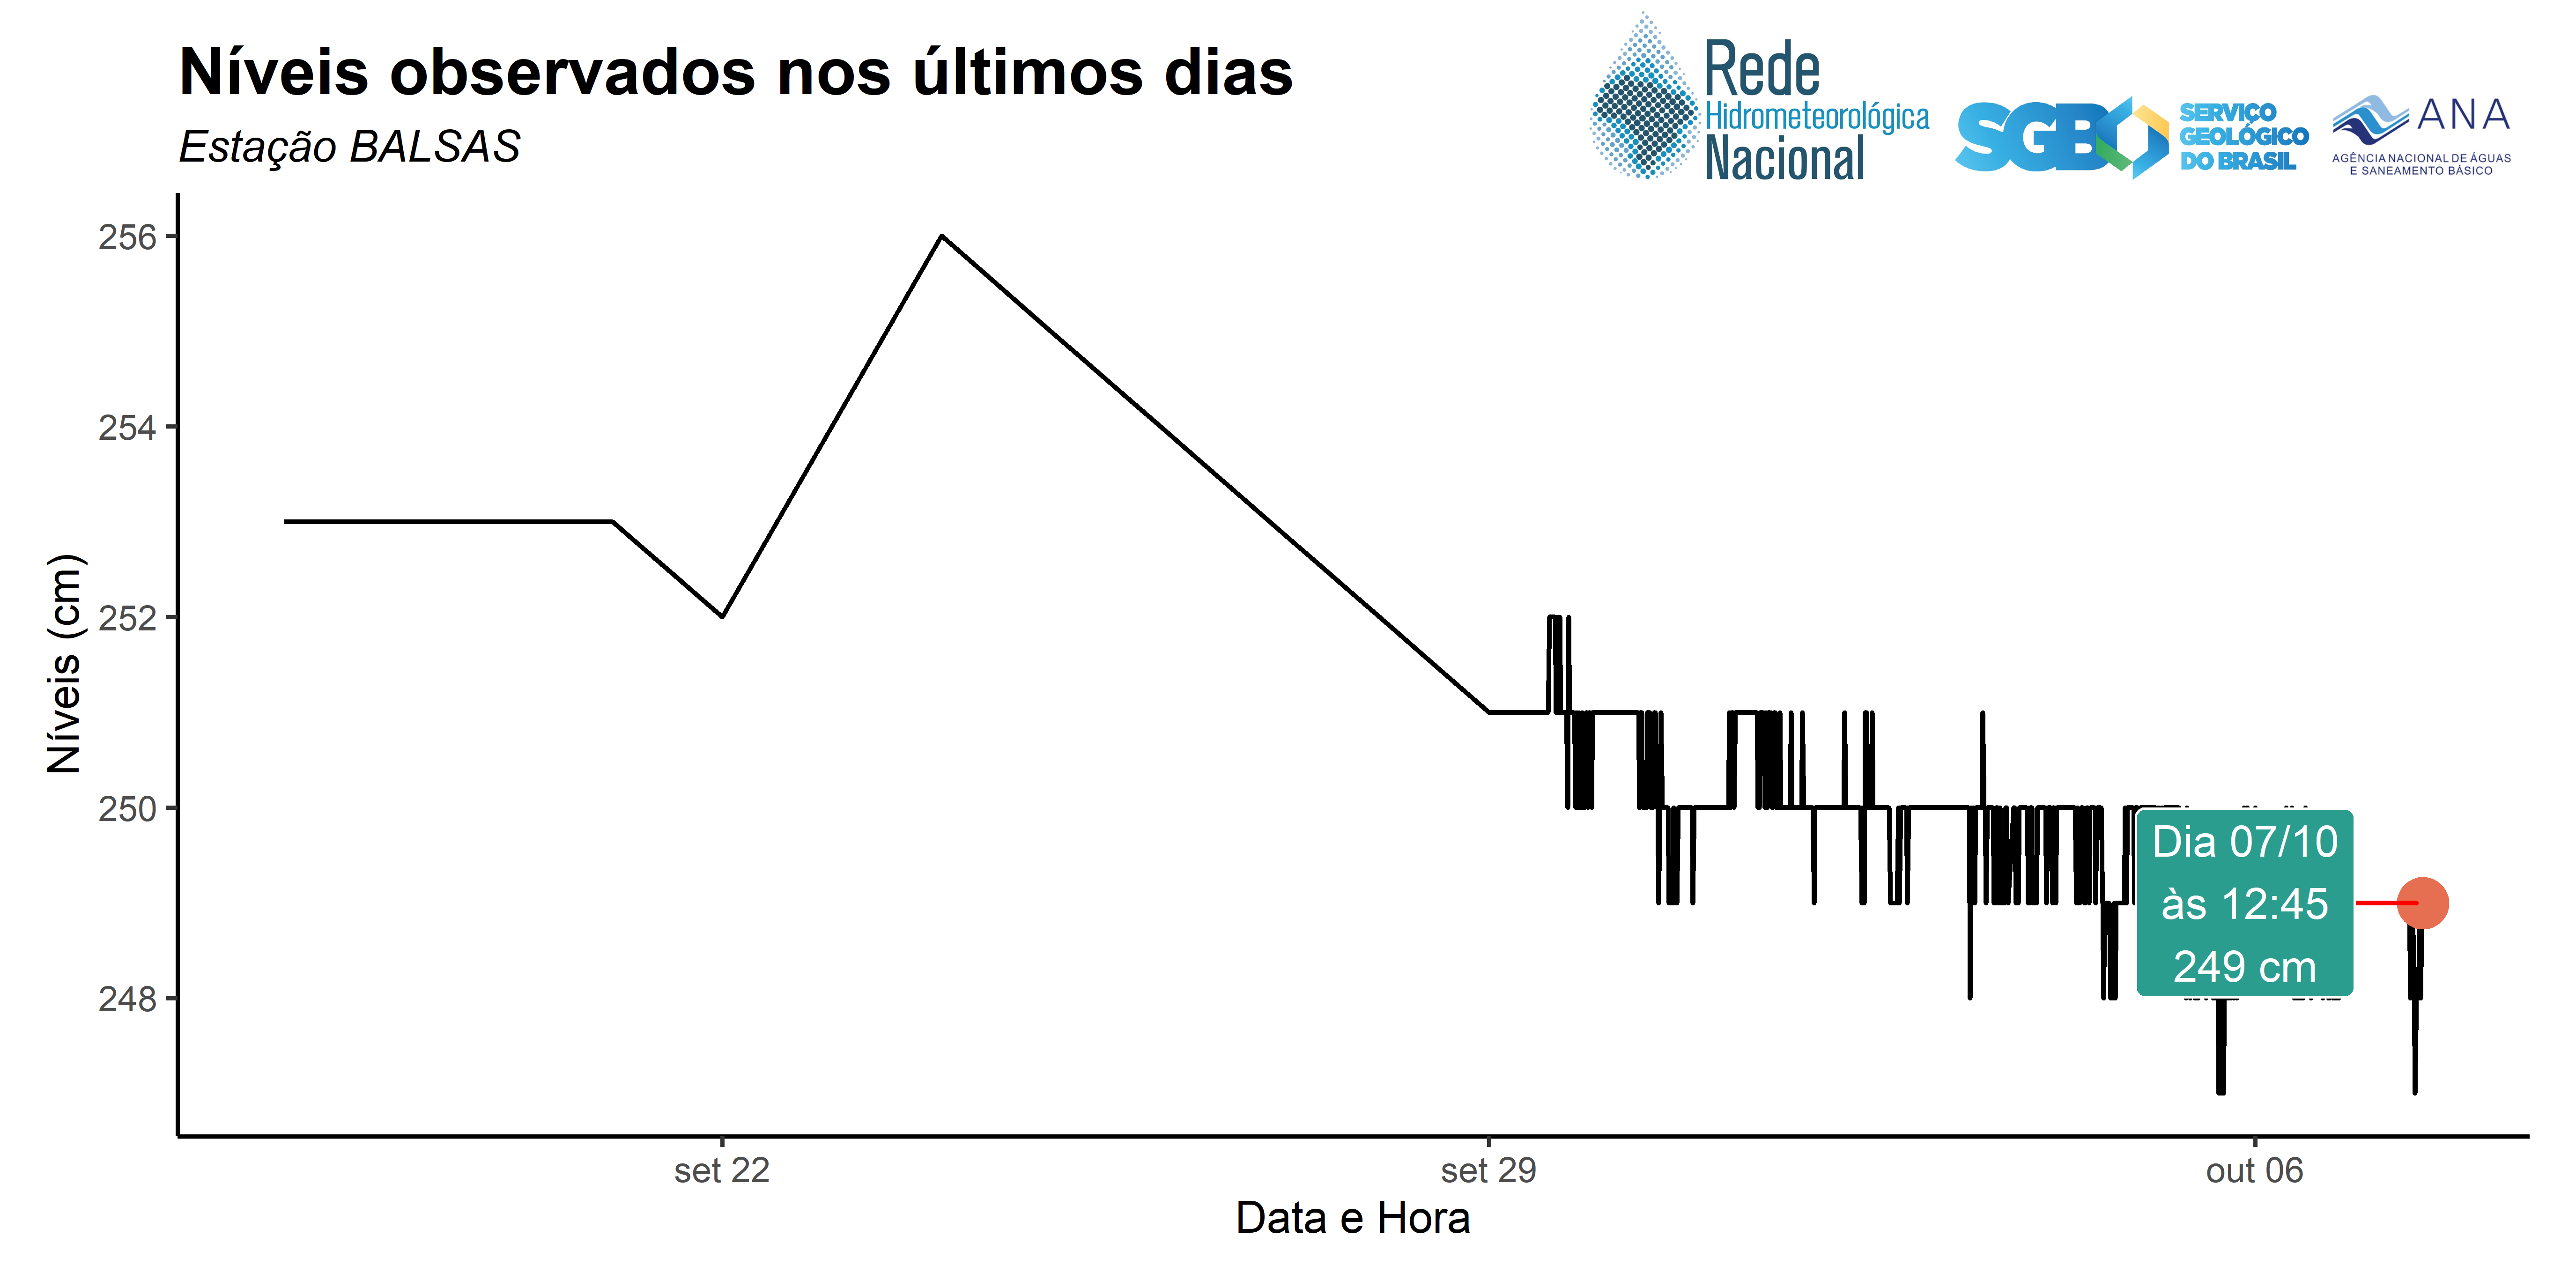 Níveis observados nos últimos dias
Estação BALSAS
Rede
Hidrometeorológica
Nacional
SGB
SERVIÇO
GEOLÓGICO
DO BRASIL
ANA
AGÊNCIA NACIONAL DE ÁGUAS
E SANEAMENTO BÁSICO
Níveis (cm)
256
254
252
250
248
Dia 07/10
às 12:45
249 cm
set 22
set 29
out 06
Data e Hora